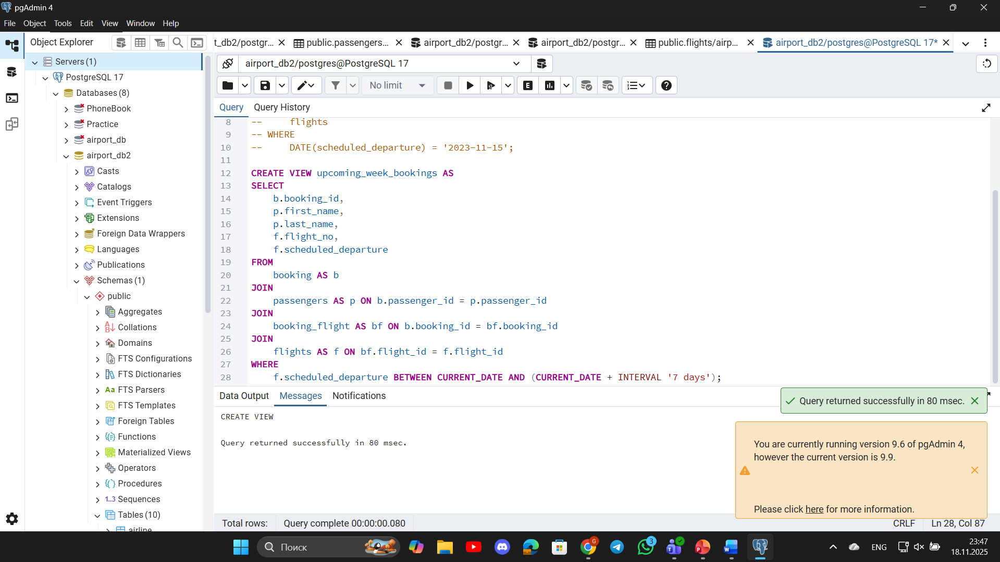 pgAdmin 4
File Object Tools Edit View Window Help
Object Explorer
t_db2/postgr...
public.passengers...
airport_db2/postgr...
airport_db2/postgr...
public.flights/airp...
airport_db2/postgres@PostgreSQL 17*
Servers (1)
PostgreSQL 17
Databases (8)
PhoneBook
Practice
airport_db
airport_db2
Casts
Catalogs
Event Triggers
Extensions
Foreign Data Wrappers
Languages
Publications
Schemas (1)
public
Aggregates
Collations
Domains
FTS Configurations
FTS Dictionaries
Aa FTS Parsers
FTS Templates
Foreign Tables
Functions
Materialized Views
Operators
Procedures
1..3 Sequences
Tables (10)
airline
airport_db2/postgres@PostgreSQL 17
No limit
E
Query Query History
8 -- flights
9 -- WHERE
10 -- DATE(scheduled_departure) = '2023-11-15';
11
12 CREATE VIEW upcoming_week_bookings AS
13 SELECT
14 b.booking_id,
15 p.first_name,
16 p.last_name,
17 f.flight_no,
18 f.scheduled_departure
19 FROM
20 booking AS b
21 JOIN
22 passengers AS p ON b.passenger_id = p.passenger_id
23 JOIN
24 booking_flight AS bf ON b.booking_id = bf.booking_id
25 JOIN
26 flights AS f ON bf.flight_id = f.flight_id
27 WHERE
28 f.scheduled_departure BETWEEN CURRENT_DATE AND (CURRENT_DATE + INTERVAL '7 days');
Data Output Messages Notifications
CREATE VIEW
Query returned successfully in 80 msec.
Query returned successfully in 80 msec.
You are currently running version 9.6 of pgAdmin 4,
however the current version is 9.9.
Please click here for more information.
Total rows: Query complete 00:00:00.080
CRLF Ln 28, Col 87
Поиск
G
3
ENG
23:47
18.11.2025